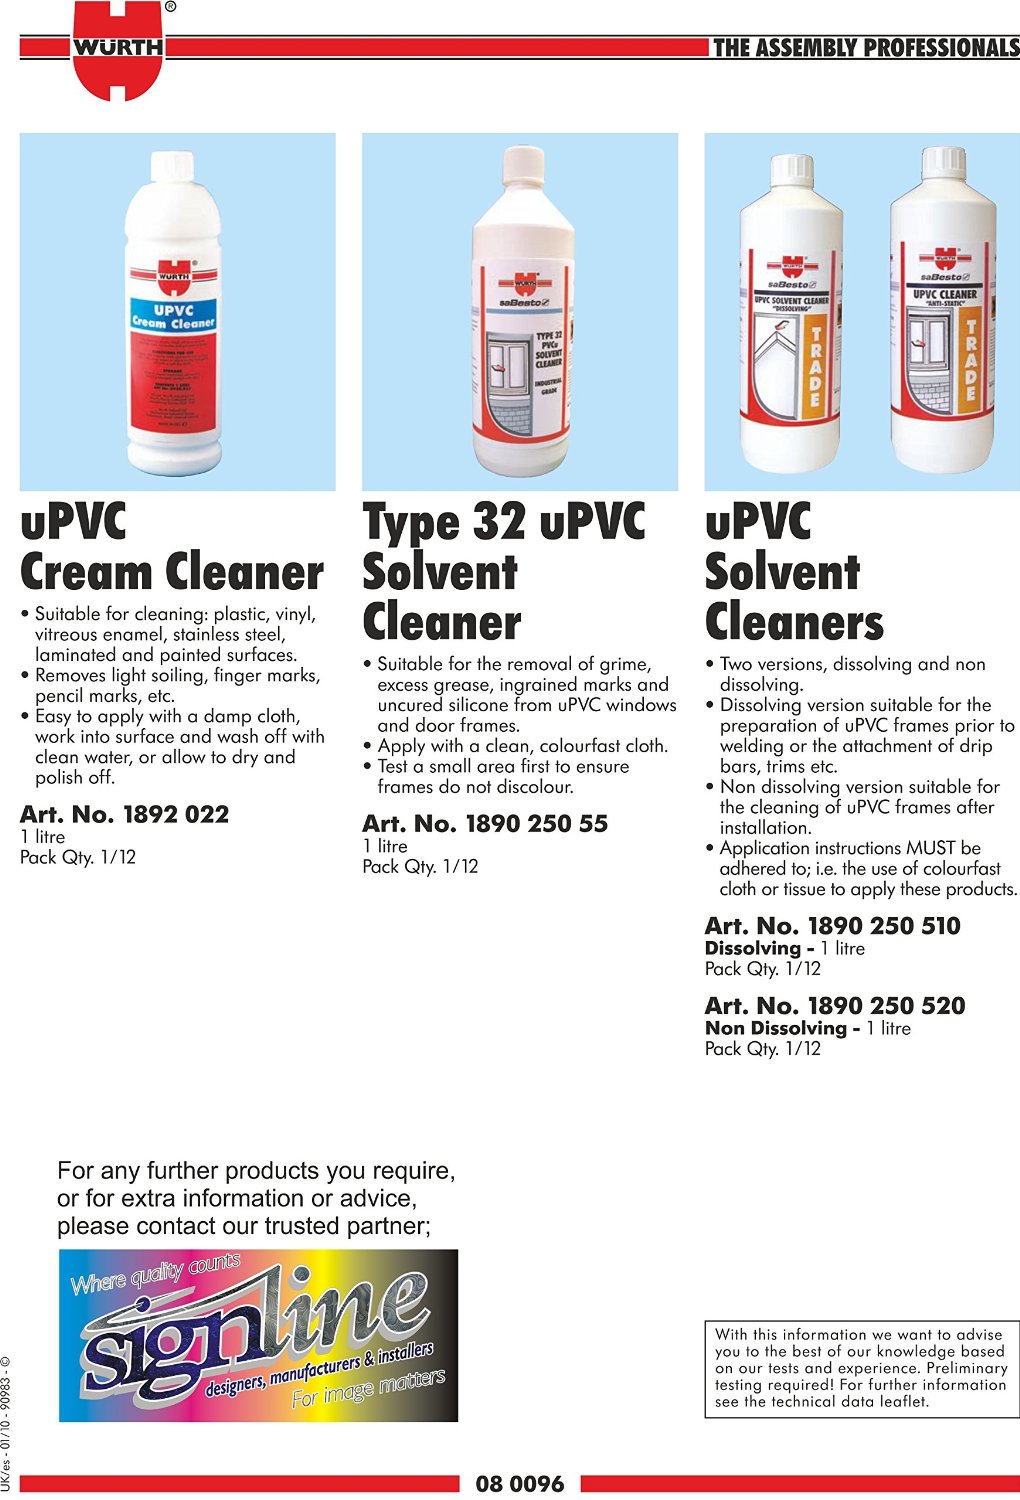 WÜRTH
®
THE ASSEMBLY PROFESSIONALS
WÜRTH
UPVC
Cream Cleaner
WÜRTH
saBesto
TYPE 32
PVCu
SOLVENT
CLEANER
INDUSTRIAL
GRADE
WÜRTH
saBesto
UPVC SOLVENT CLEANER
"DISSOLVING"
TRADE
WÜRTH
saBesto
UPVC CLEANER
"ANTI-STATIC"
TRADE
uPVC
Cream Cleaner
• Suitable for cleaning: plastic, vinyl,
vitreous enamel, stainless steel,
laminated and painted surfaces.
• Removes light soiling, finger marks,
pencil marks, etc.
• Easy to apply with a damp cloth,
work into surface and wash off with
clean water, or allow to dry and
polish off.
Art. No. 1892 022
1 litre
Pack Qty. 1/12
Type 32 uPVC
Solvent
Cleaner
• Suitable for the removal of grime,
excess grease, ingrained marks and
uncured silicone from uPVC windows
and door frames.
• Apply with a clean, colourfast cloth.
• Test a small area first to ensure
frames do not discolour.
Art. No. 1890 250 55
1 litre
Pack Qty. 1/12
uPVC
Solvent
Cleaners
• Two versions, dissolving and non
dissolving.
• Dissolving version suitable for the
preparation of uPVC frames prior to
welding or the attachment of drip
bars, trims etc.
• Non dissolving version suitable for
the cleaning of uPVC frames after
installation.
• Application instructions MUST be
adhered to; i.e. the use of colourfast
cloth or tissue to apply these products.
Art. No. 1890 250 510
Dissolving - 1 litre
Pack Qty. 1/12
Art. No. 1890 250 520
Non Dissolving - 1 litre
Pack Qty. 1/12
For any further products you require,
or for extra information or advice,
please contact our trusted partner;
Where quality counts
signline
designers, manufacturers & installers
For image matters
With this information we want to advise
you to the best of our knowledge based
on our tests and experience. Preliminary
testing required! For further information
see the technical data leaflet.
UK/es - 01/10 - 90983 - ©
08 0096